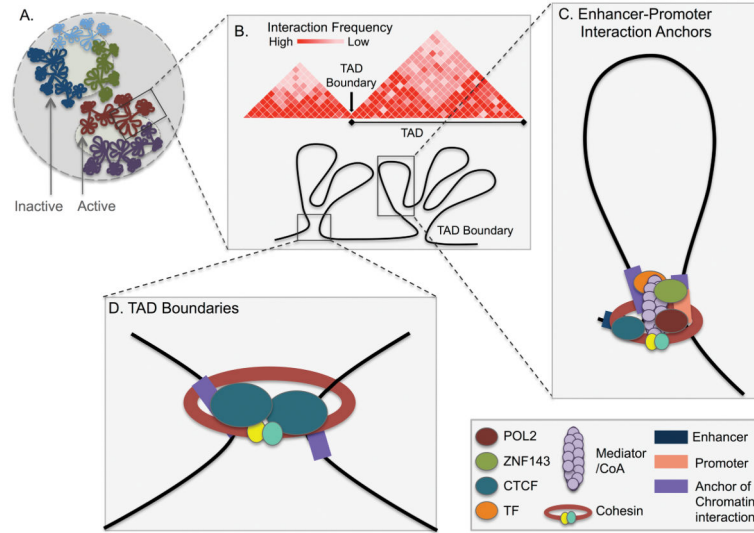 A.
Inactive
Active
B.
Interaction Frequency
High
Low
TAD
Boundary
TAD
TAD Boundary
C. Enhancer-Promoter
Interaction Anchors
D. TAD Boundaries
POL2
ZNF143
CTCF
TF
Mediator
/CoA
Cohesin
Enhancer
Promoter
Anchor of
Chromatin
interaction